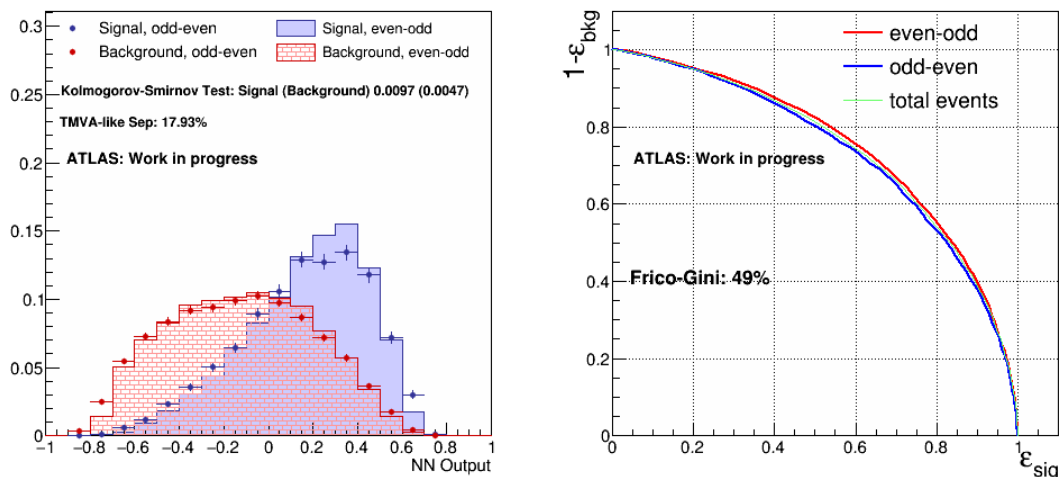 Signal, odd-even Signal, even-odd
Background, odd-even Background, even-odd
Kolmogorov-Smirnov Test: Signal (Background) 0.0097 (0.0047)
TMVA-like Sep: 17.93%
ATLAS: Work in progress
0.3
0.25
0.2
0.15
0.1
0.05
0
−1 −0.8 −0.6 −0.4 −0.2 0 0.2 0.4 0.6 0.8 1
NN Output
1-ε_bkg
even-odd
odd-even
total events
ATLAS: Work in progress
Frico-Gini: 49%
1
0.8
0.6
0.4
0.2
0
0 0.2 0.4 0.6 0.8 1
ε_sig